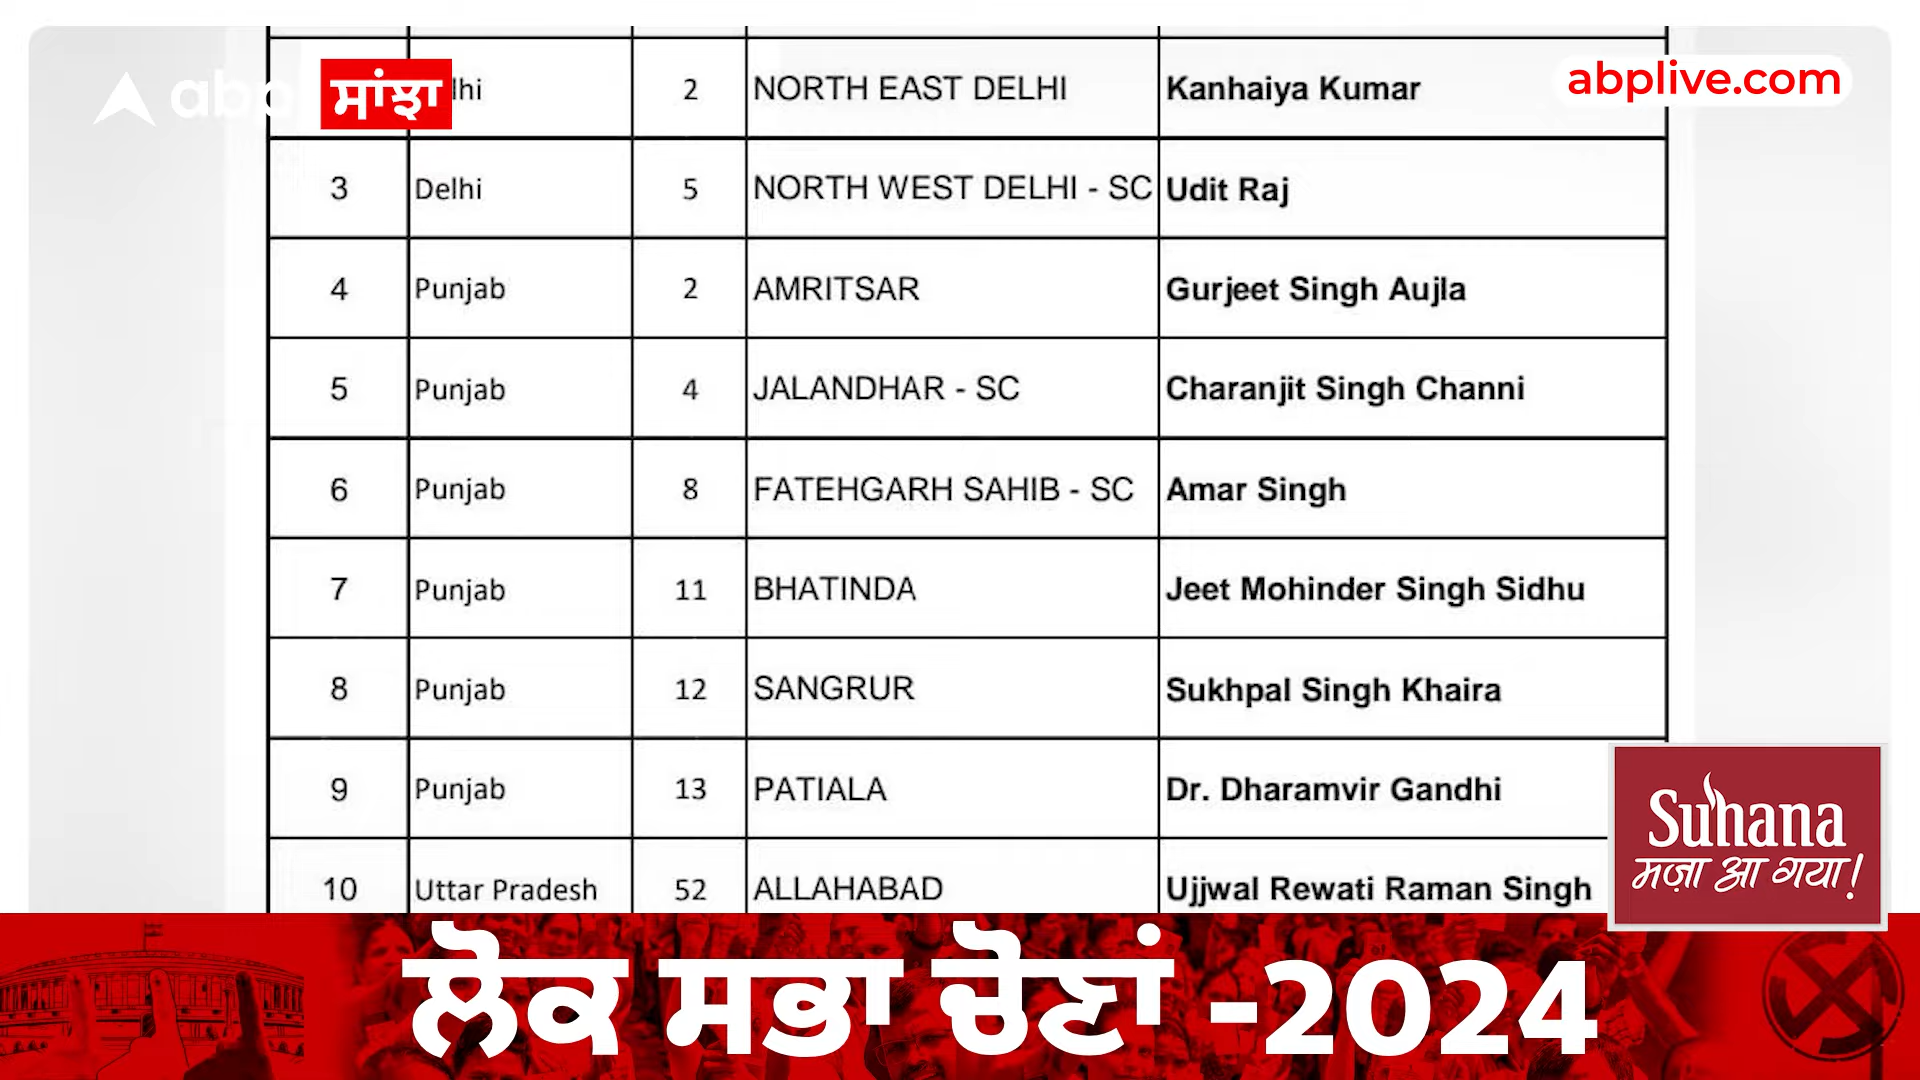 abp ਸਾਂਝਾ
abplive.com
2 NORTH EAST DELHI Kanhaiya Kumar
3 Delhi 5 NORTH WEST DELHI - SC Udit Raj
4 Punjab 2 AMRITSAR Gurjeet Singh Aujla
5 Punjab 4 JALANDHAR - SC Charanjit Singh Channi
6 Punjab 8 FATEHGARH SAHIB - SC Amar Singh
7 Punjab 11 BHATINDA Jeet Mohinder Singh Sidhu
8 Punjab 12 SANGRUR Sukhpal Singh Khaira
9 Punjab 13 PATIALA Dr. Dharamvir Gandhi
10 Uttar Pradesh 52 ALLAHABAD Ujjwal Rewati Raman Singh
Suhana
मज़ा आ गया!
ਲੋਕ ਸਭਾ ਚੋਣਾਂ -2024